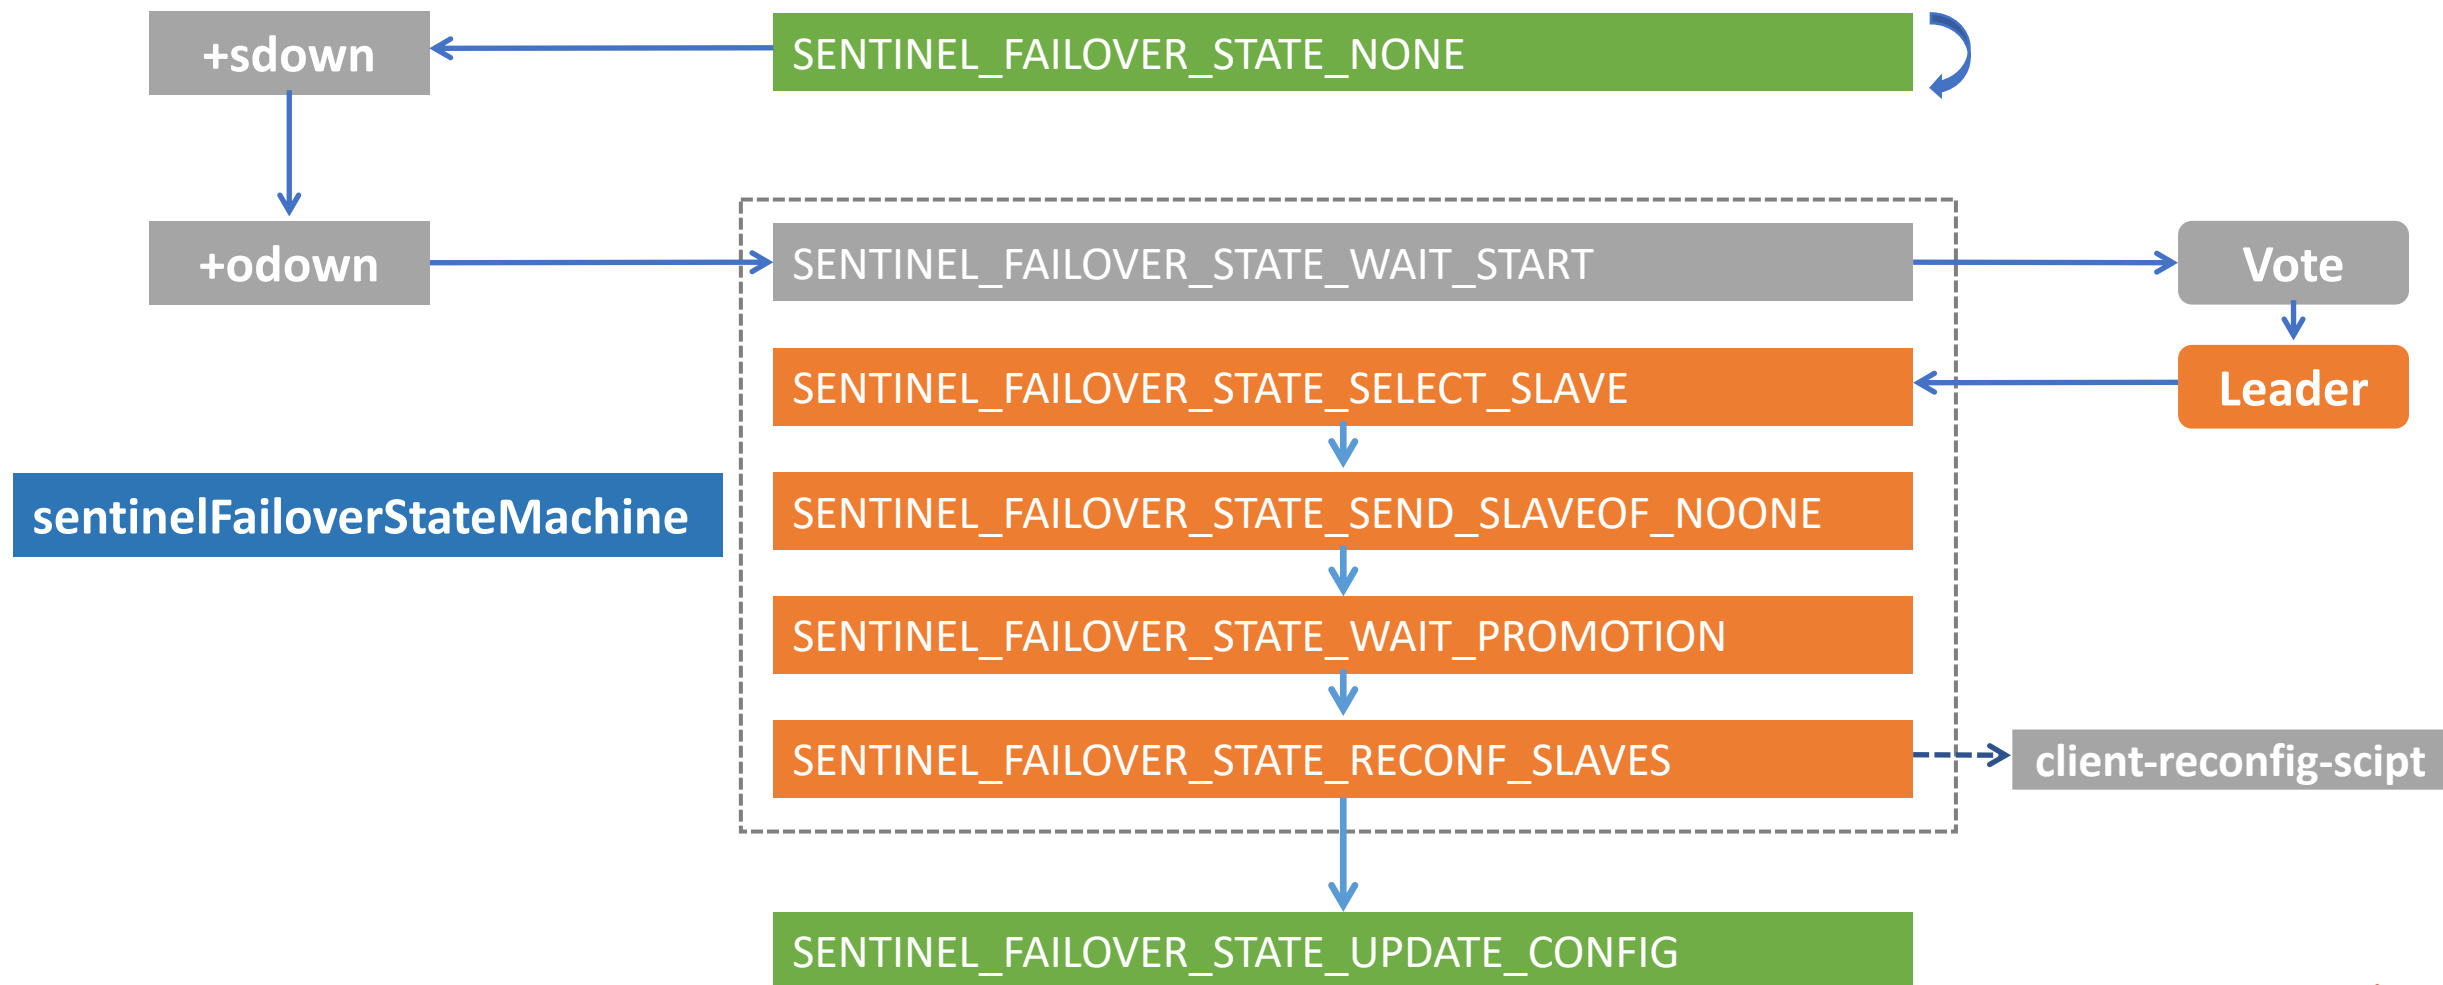 +sdown
SENTINEL_FAILOVER_STATE_NONE
+odown
SENTINEL_FAILOVER_STATE_WAIT_START
Vote
SENTINEL_FAILOVER_STATE_SELECT_SLAVE
Leader
sentinelFailoverStateMachine
SENTINEL_FAILOVER_STATE_SEND_SLAVEOF_NOONE
SENTINEL_FAILOVER_STATE_WAIT_PROMOTION
SENTINEL_FAILOVER_STATE_RECONF_SLAVES
client-reconfig-scipt
SENTINEL_FAILOVER_STATE_UPDATE_CONFIG